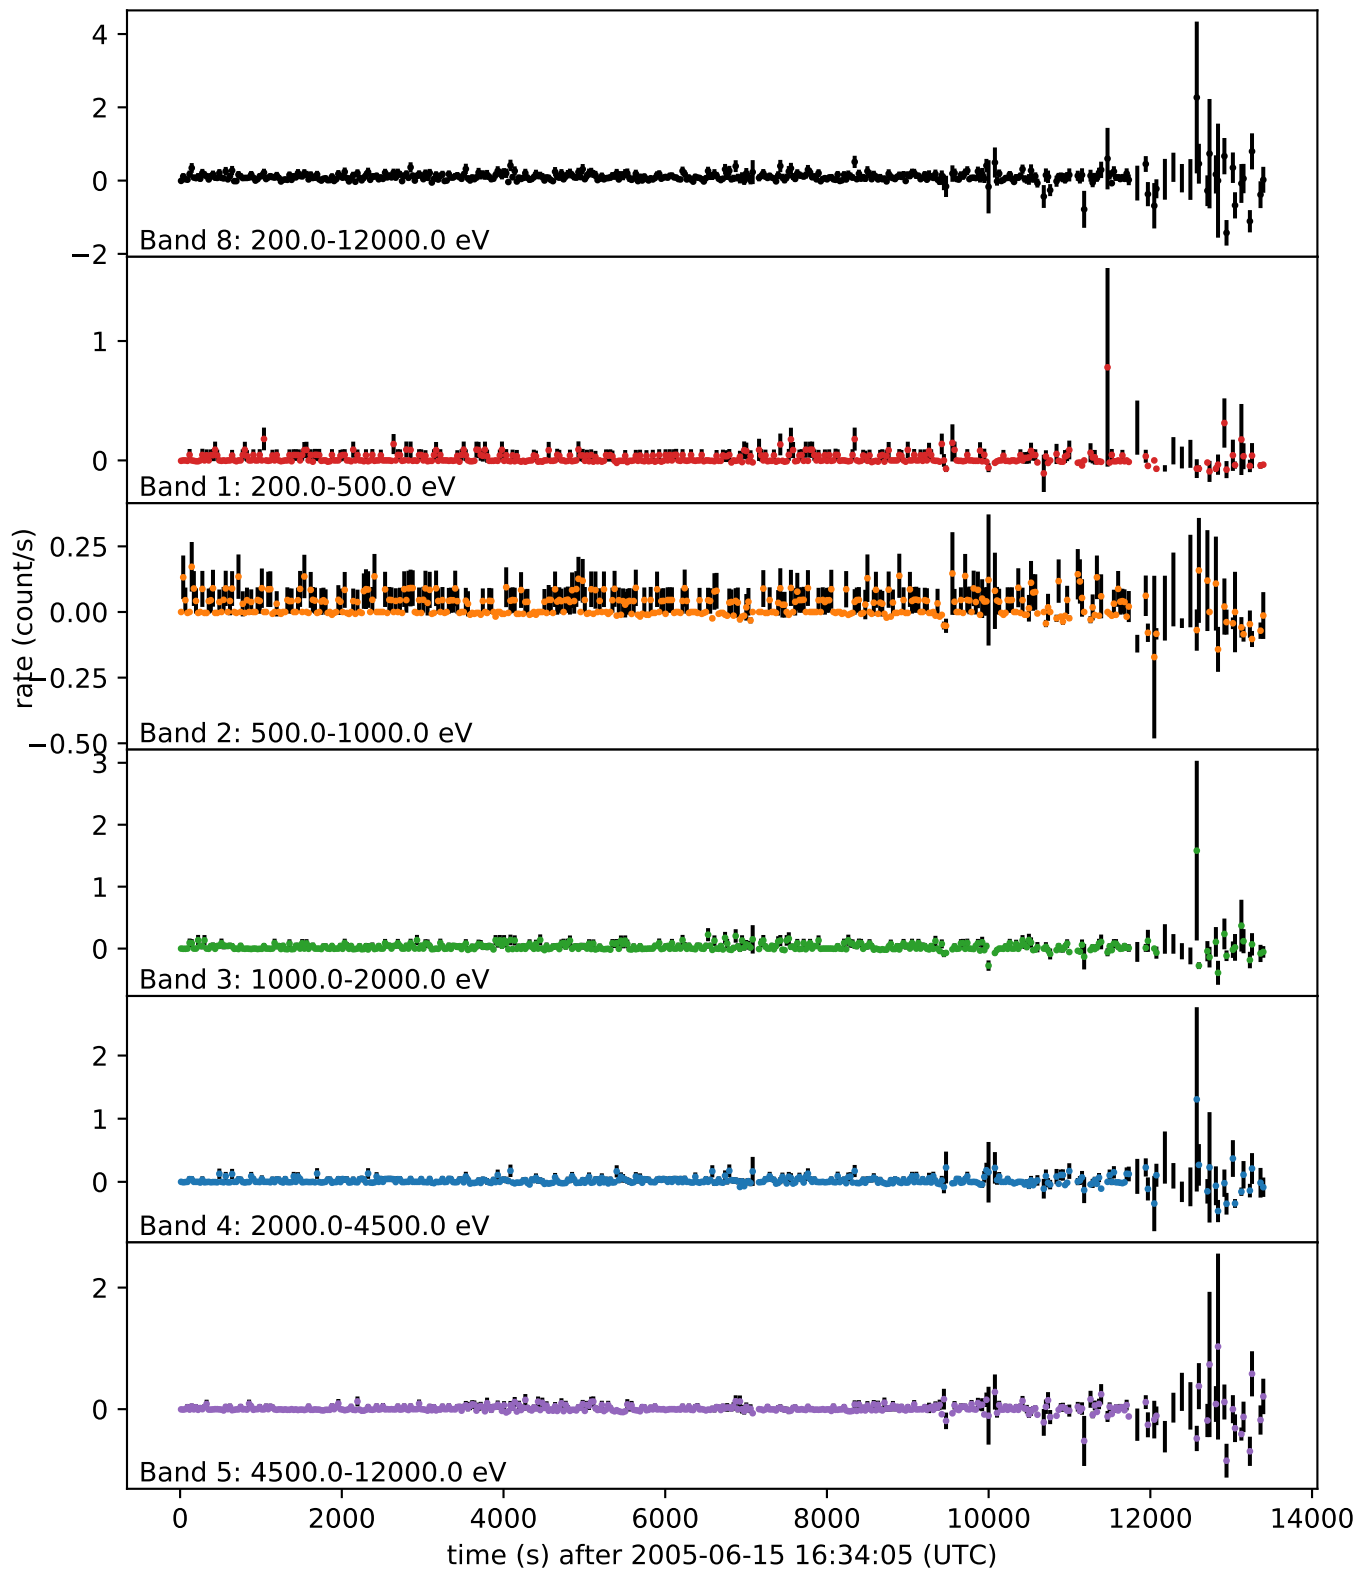 4
2
0
−2
Band 8: 200.0-12000.0 eV
1
0
Band 1: 200.0-500.0 eV
0.25
0.00
−0.25
−0.50
Band 2: 500.0-1000.0 eV
rate (count/s)
3
2
1
0
Band 3: 1000.0-2000.0 eV
2
1
0
Band 4: 2000.0-4500.0 eV
2
0
Band 5: 4500.0-12000.0 eV
0 2000 4000 6000 8000 10000 12000 14000
time (s) after 2005-06-15 16:34:05 (UTC)